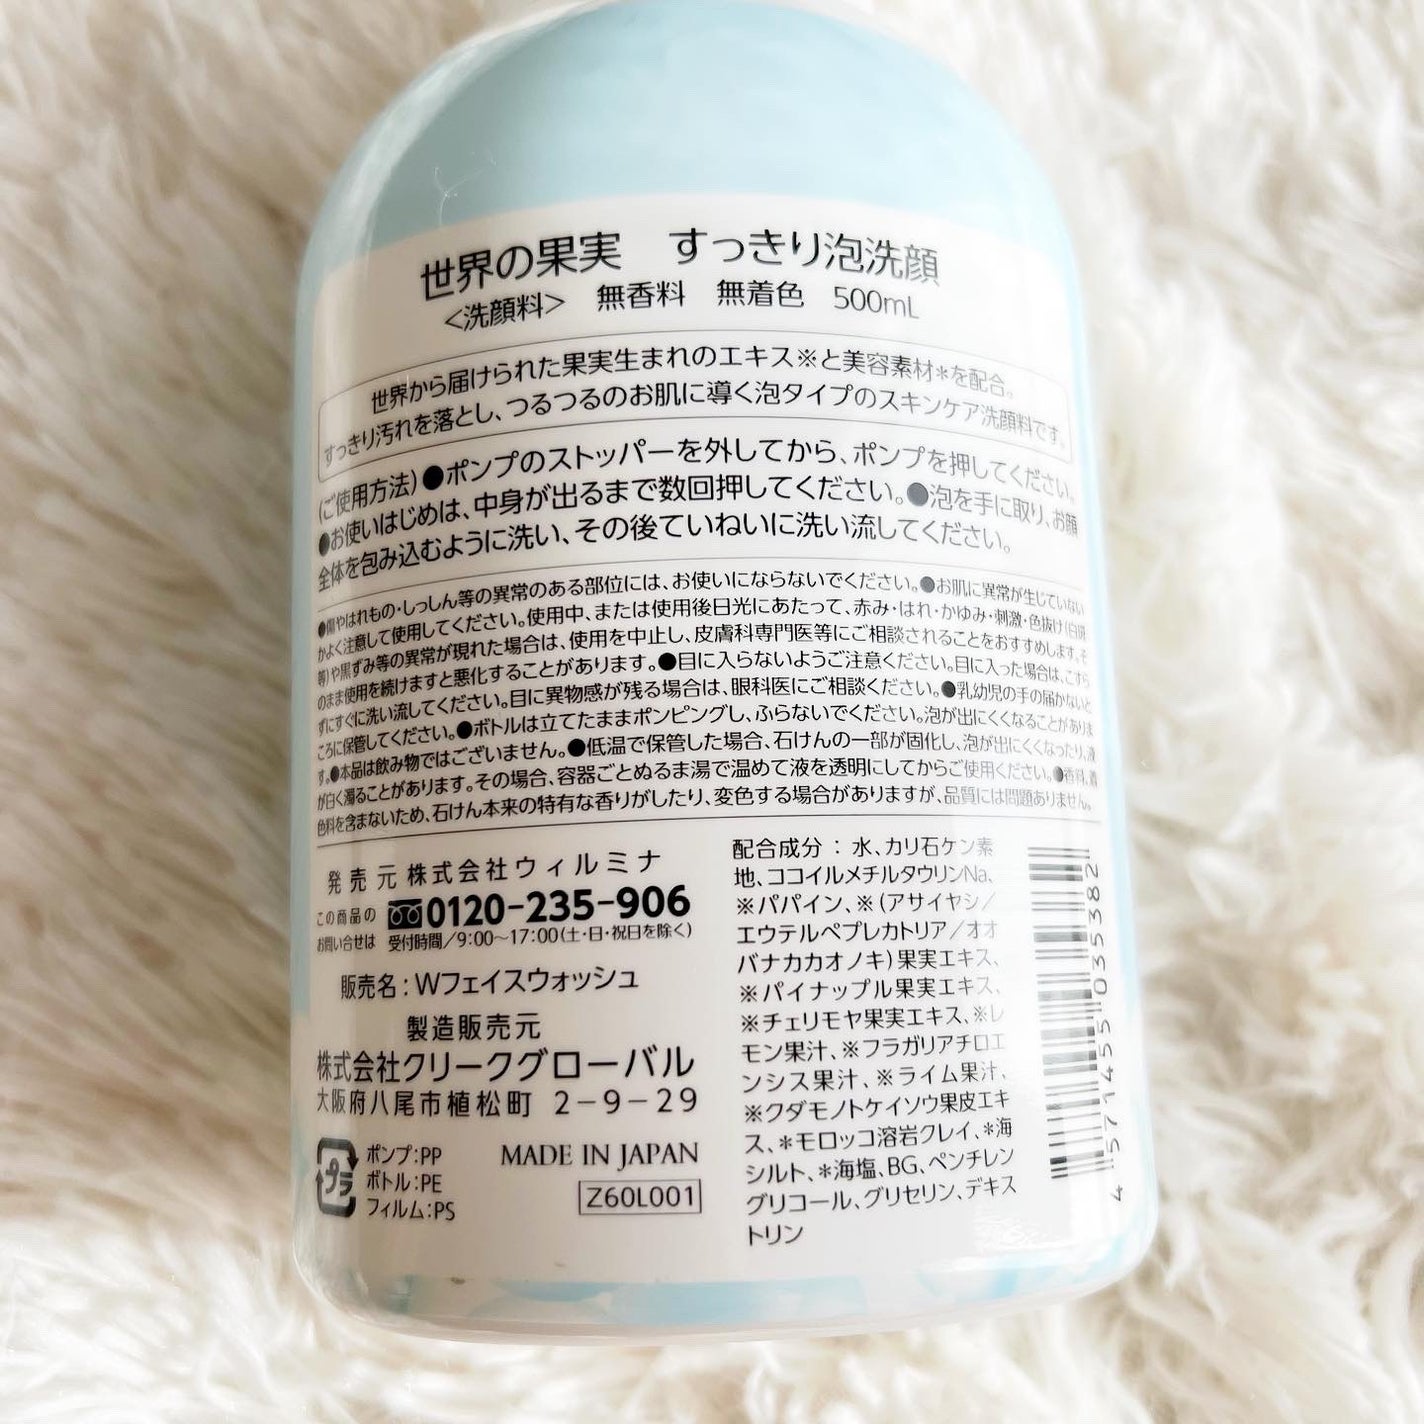 世界の果実　すっきり泡洗顔
<洗顔料>　無香料　無着色　500mL
世界から届けられた果実生まれのエキス※と美容素材*を配合。
すっきり汚れを落とし、つるつるのお肌に導く泡タイプのスキンケア洗顔料です。
(ご使用方法)●ポンプのストッパーを外してから、ポンプを押してください。
●お使いはじめは、中身が出るまで数回押してください。●泡を手に取り、お顔
全体を包み込むように洗い、その後ていねいに洗い流してください。
●傷やはれもの・しっしん等の異常のある部位には、お使いにならないでください。●お肌に異常が生じていない
かよく注意して使用してください。使用中、または使用後日光にあたって、赤み・はれ・かゆみ・刺激・色抜け(白斑
等)や黒ずみ等の異常が現れた場合は、使用を中止し、皮膚科専門医等にご相談されることをおすすめします。そ
のまま使用を続けますと悪化することがあります。●目に入らないようご注意ください。目に入った場合は、こすら
ずにすぐに洗い流してください。目に異物感が残る場合は、眼科医にご相談ください。●乳幼児の手の届かないと
ころに保管してください。●ボトルは立てたままポンピングし、ふらないでください。泡が出にくくなることがありま
す。●本品は飲み物ではございません。●低温で保管した場合、石けんの一部が固化し、泡が出にくくなったり、液
が白く濁ることがあります。その場合、容器ごとぬるま湯で温めて液を透明にしてからご使用ください。●香料、着
色料を含まないため、石けん本来の特有な香りがしたり、変色する場合がありますが、品質には問題ありません。
発売元 株式会社ウィルミナ
この商品の
お問い合せは
0120-235-906
受付時間/9:00～17:00(土・日・祝日を除く)
販売名：Wフェイスウォッシュ
製造販売元
株式会社クリークグローバル
大阪府八尾市植松町 2-9-29
プラ
ポンプ:PP
ボトル:PE
フィルム:PS
MADE IN JAPAN
Z60L001
配合成分：水、カリ石ケン素
地、ココイルメチルタウリンNa、
※パパイン、※(アサイヤシ/
エウテルペプレカトリア/オオ
バナカカオノキ)果実エキス、
※パイナップル果実エキス、
※チェリモヤ果実エキス、※レ
モン果汁、※フラガリアチロエ
ンシス果汁、※ライム果汁、
※クダモノトケイソウ果皮エキ
ス、*モロッコ溶岩クレイ、*海
シルト、*海塩、BG、ペンチレン
グリコール、グリセリン、デキス
トリン
4 571455 035382